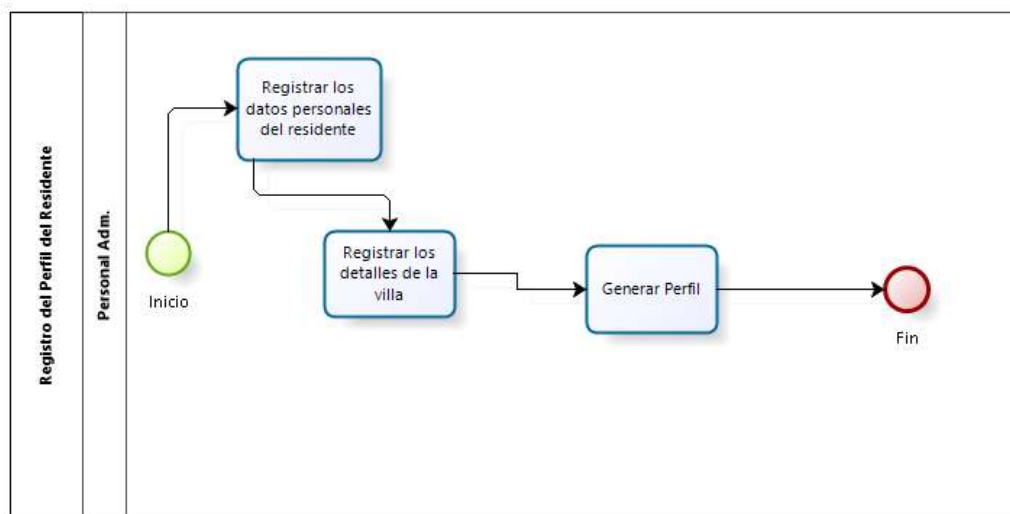 Registro del Perfil del Residente
Personal Adm.
Inicio
Registrar los
datos personales
del residente
Registrar los
detalles de la
villa
Generar Perfil
Fin